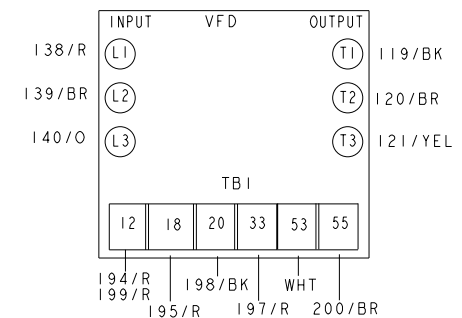 INPUT VFD OUTPUT
138/R L1 T1 119/BK
139/BR L2 T2 120/BR
140/O L3 T3 121/YEL
TB1
12 18 20 33 53 55
194/R 198/BK WHT
199/R 195/R 197/R 200/BR